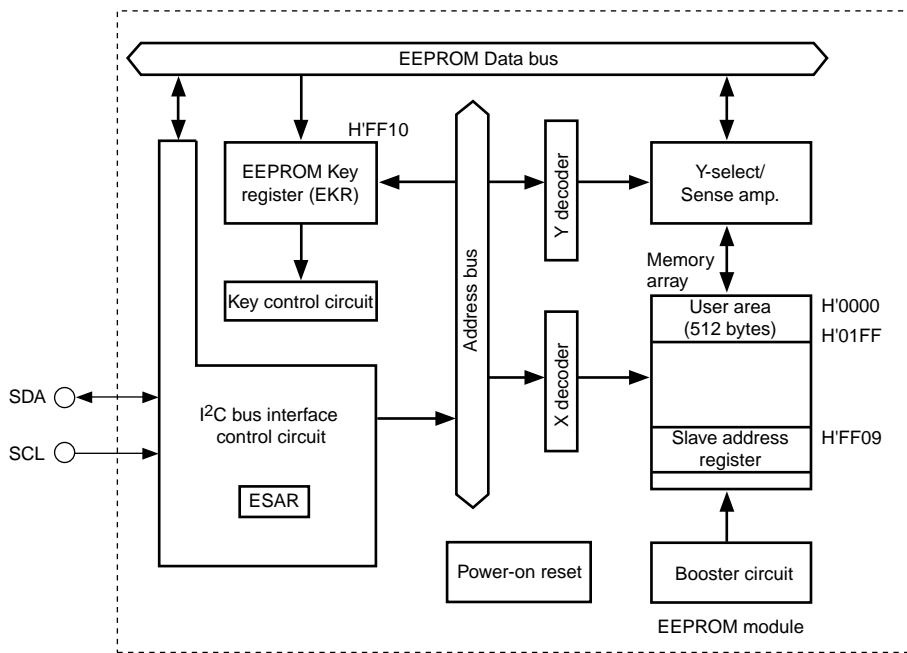 EEPROM Data bus
H'FF10
EEPROM Key
register (EKR)
Y decoder
Y-select/
Sense amp.
Key control circuit
Address bus
Memory
array
User area
(512 bytes)
H'0000
H'01FF
X decoder
SDA
SCL
I²C bus interface
control circuit
ESAR
Slave address
register
H'FF09
Power-on reset
Booster circuit
EEPROM module